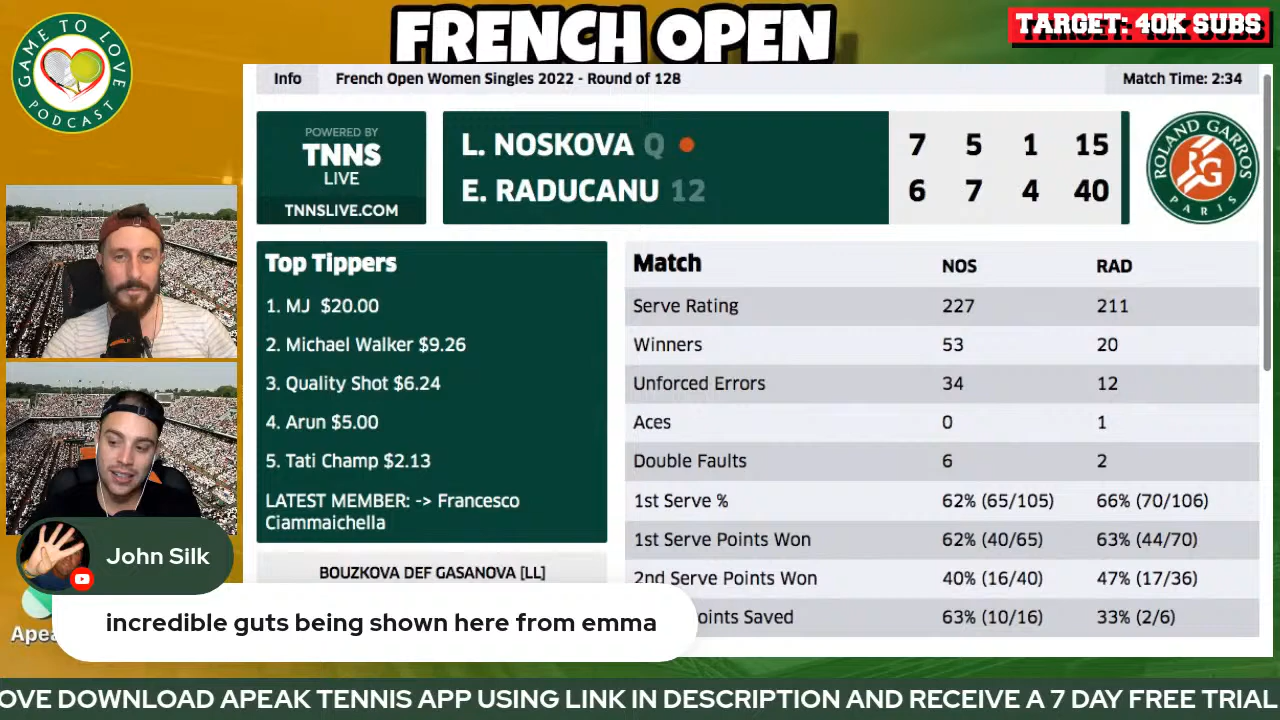 GAME TO LOVE
PODCAST
FRENCH OPEN
TARGET: 40K SUBS
Info French Open Women Singles 2022 - Round of 128 Match Time: 2:34
POWERED BY
TNNS
LIVE
TNNSLIVE.COM
L. NOSKOVA Q 7 5 1 15
E. RADUCANU 12 6 7 4 40
ROLAND GARROS
RG
PARIS
Top Tippers
1. MJ $20.00
2. Michael Walker $9.26
3. Quality Shot $6.24
4. Arun $5.00
5. Tati Champ $2.13
LATEST MEMBER: -> Francesco
Ciammaichella
BOUZKOVA DEF GASANOVA [LL]
Match NOS RAD
Serve Rating 227 211
Winners 53 20
Unforced Errors 34 12
Aces 0 1
Double Faults 6 2
1st Serve % 62% (65/105) 66% (70/106)
1st Serve Points Won 62% (40/65) 63% (44/70)
2nd Serve Points Won 40% (16/40) 47% (17/36)
oints Saved 63% (10/16) 33% (2/6)
John Silk
incredible guts being shown here from emma
Apea
OVE DOWNLOAD APEAK TENNIS APP USING LINK IN DESCRIPTION AND RECEIVE A 7 DAY FREE TRIAL